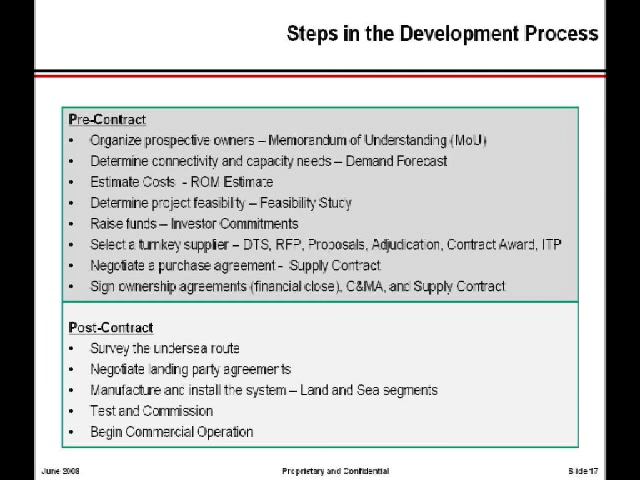 Steps in the Development Process
Pre-Contract
• Organize prospective owners – Memorandum of Understanding (MoU)
• Determine connectivity and capacity needs – Demand Forecast
• Estimate Costs - ROM Estimate
• Determine project feasibility – Feasibility Study
• Raise funds – Investor Commitments
• Select a turnkey supplier – DTS, RFP, Proposals, Adjudication, Contract Award, ITP
• Negotiate a purchase agreement - Supply Contract
• Sign ownership agreements (financial close), C&MA, and Supply Contract
Post-Contract
• Survey the undersea route
• Negotiate landing party agreements
• Manufacture and install the system – Land and Sea segments
• Test and Commission
• Begin Commercial Operation
June 2008 Proprietary and Confidential Slide 17